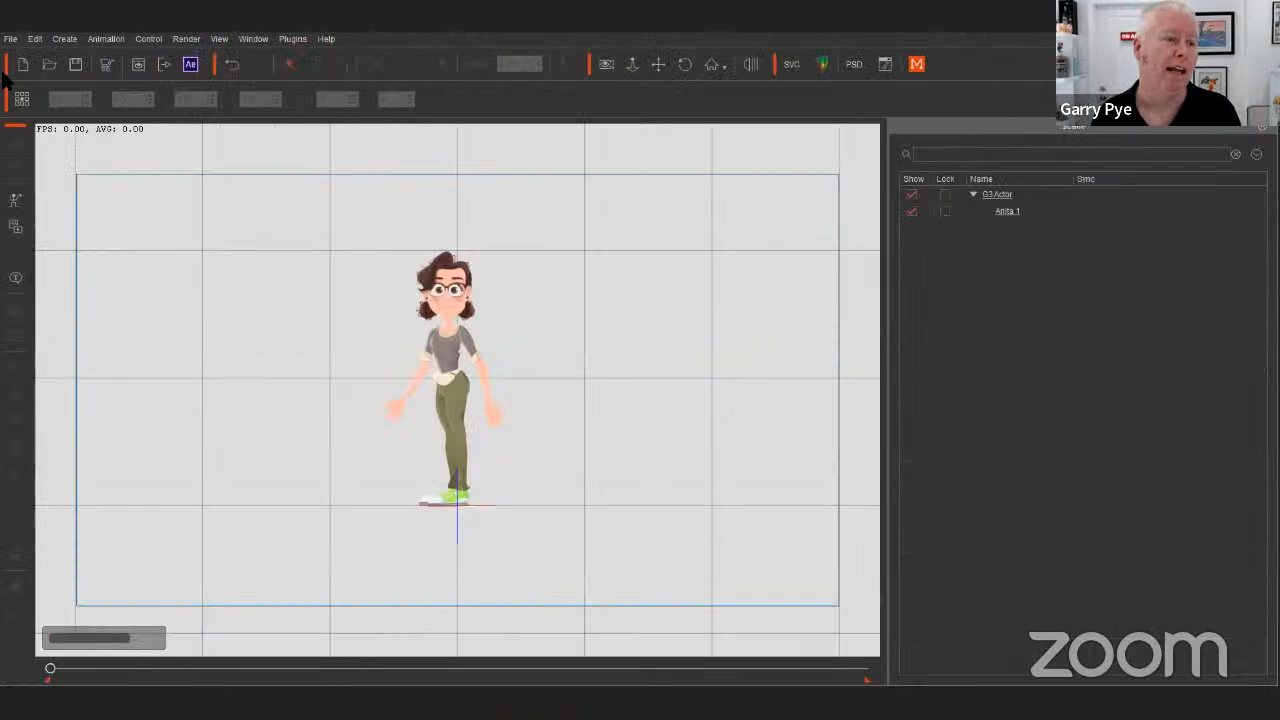 File Edit Create Animation Control Render View Window Plugins Help
Ae SVG PSD
Garry Pye
FPS: 0.00, AVG: 0.00
Show Lock Name Sync
G3 Actor
Anita 1
zoom